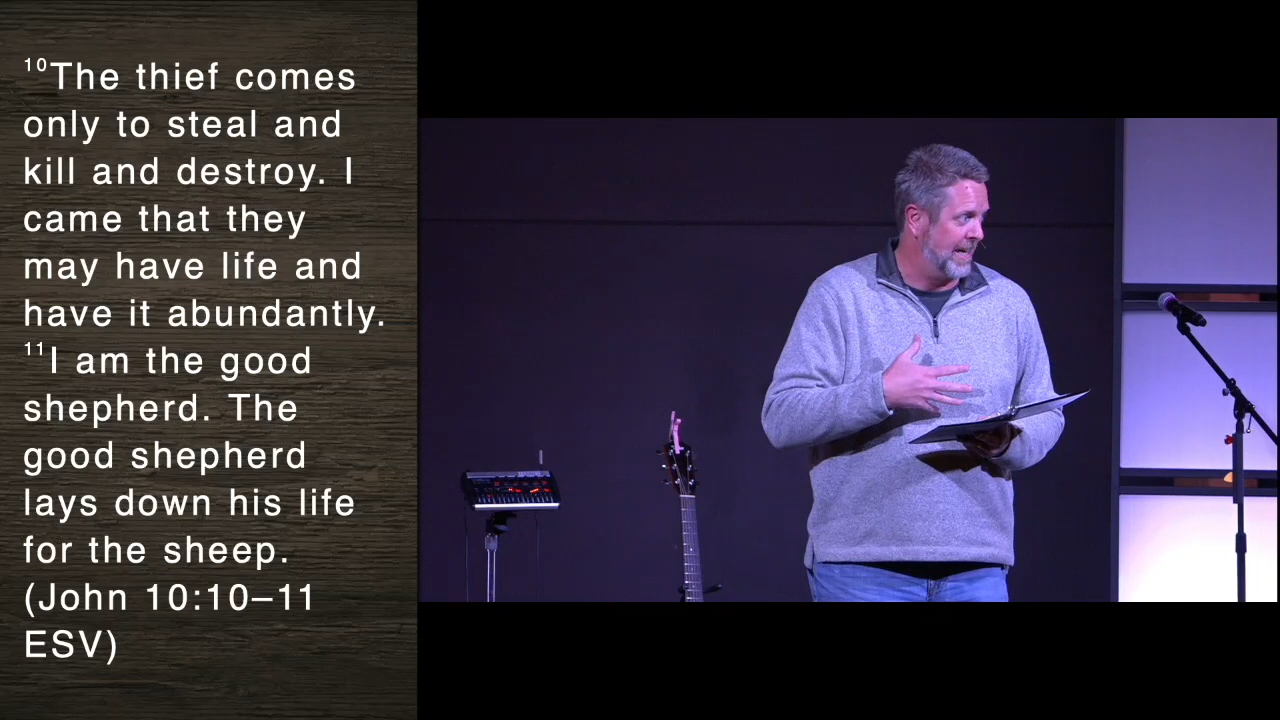 ¹⁰The thief comes
only to steal and
kill and destroy. I
came that they
may have life and
have it abundantly.
¹¹I am the good
shepherd. The
good shepherd
lays down his life
for the sheep.
(John 10:10–11
ESV)